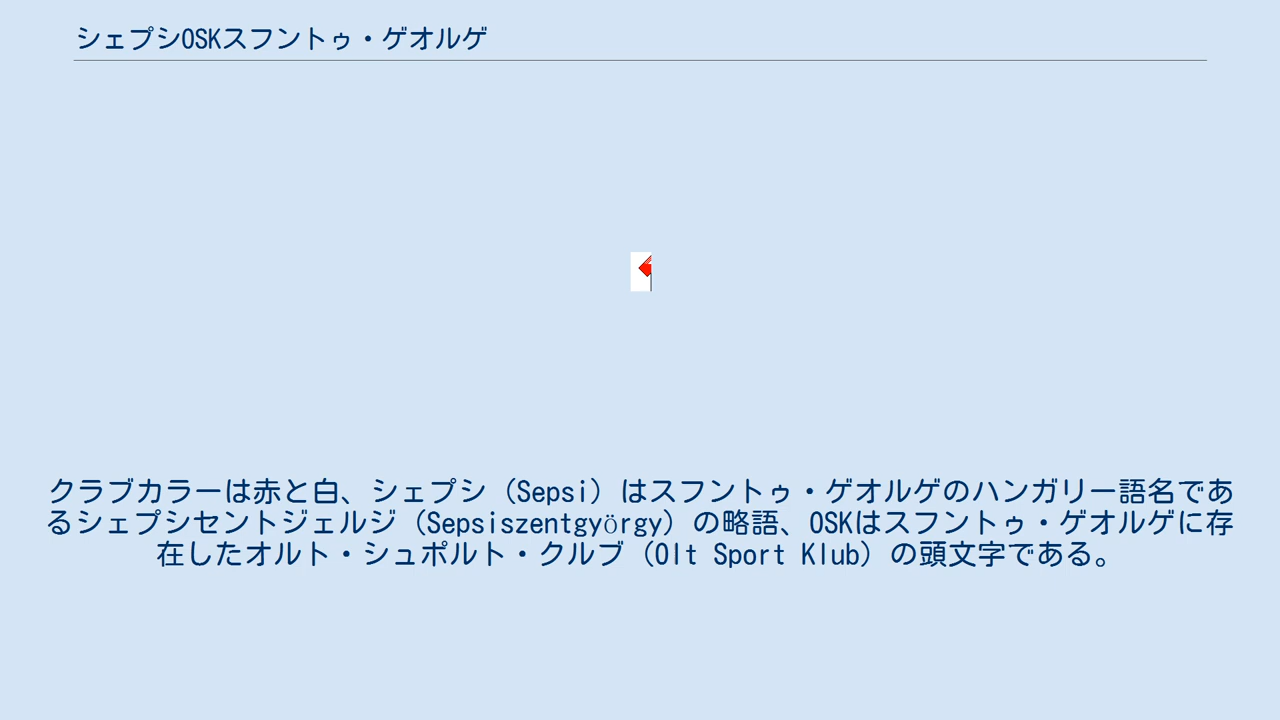 シェプシOSKスフントゥ・ゲオルゲ
クラブカラーは赤と白、シェプシ（Sepsi）はスフントゥ・ゲオルゲのハンガリー語名であ
るシェプシセントジェルジ（Sepsiszentgyörgy）の略語、OSKはスフントゥ・ゲオルゲに存
在したオルト・シュポルト・クルブ（Olt Sport Klub）の頭文字である。